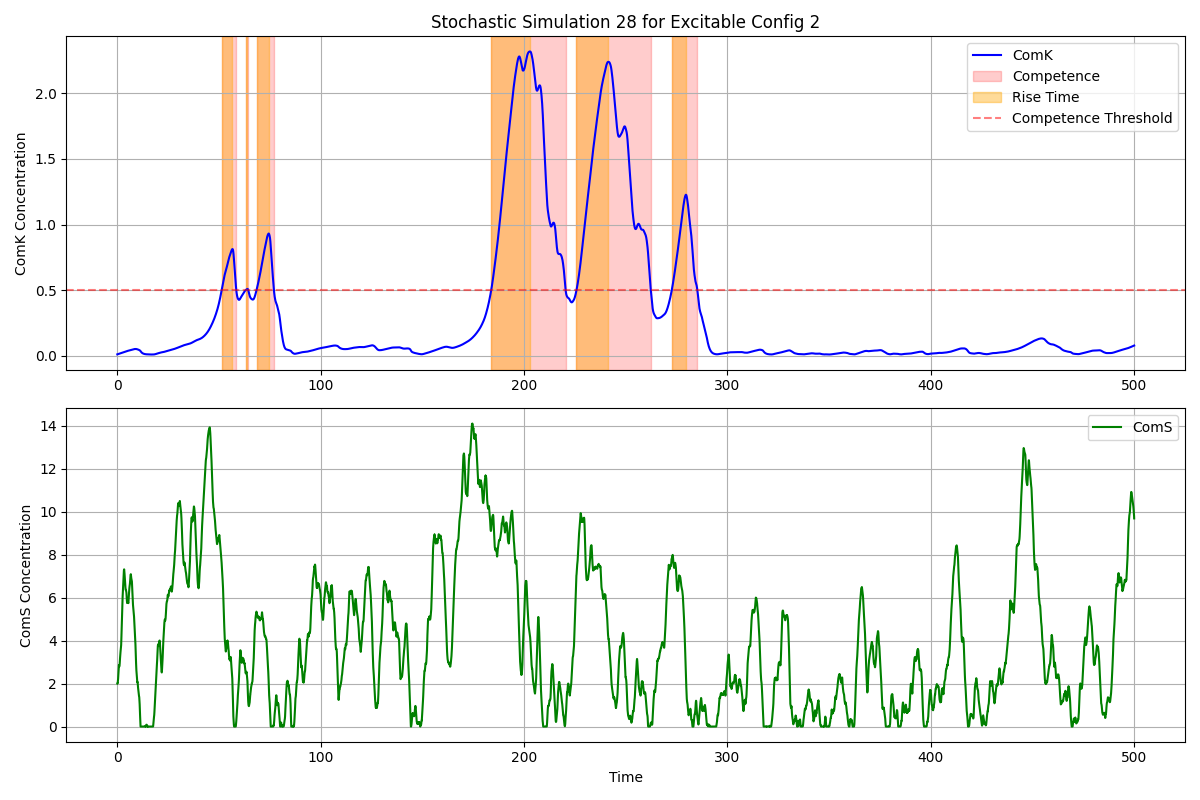 Stochastic Simulation 28 for Excitable Config 2
ComK Concentration
2.0
1.5
1.0
0.5
0.0
ComK
Competence
Rise Time
Competence Threshold
0
100
200
300
400
500
ComS Concentration
14
12
10
8
6
4
2
0
ComS
0
100
200
300
400
500
Time